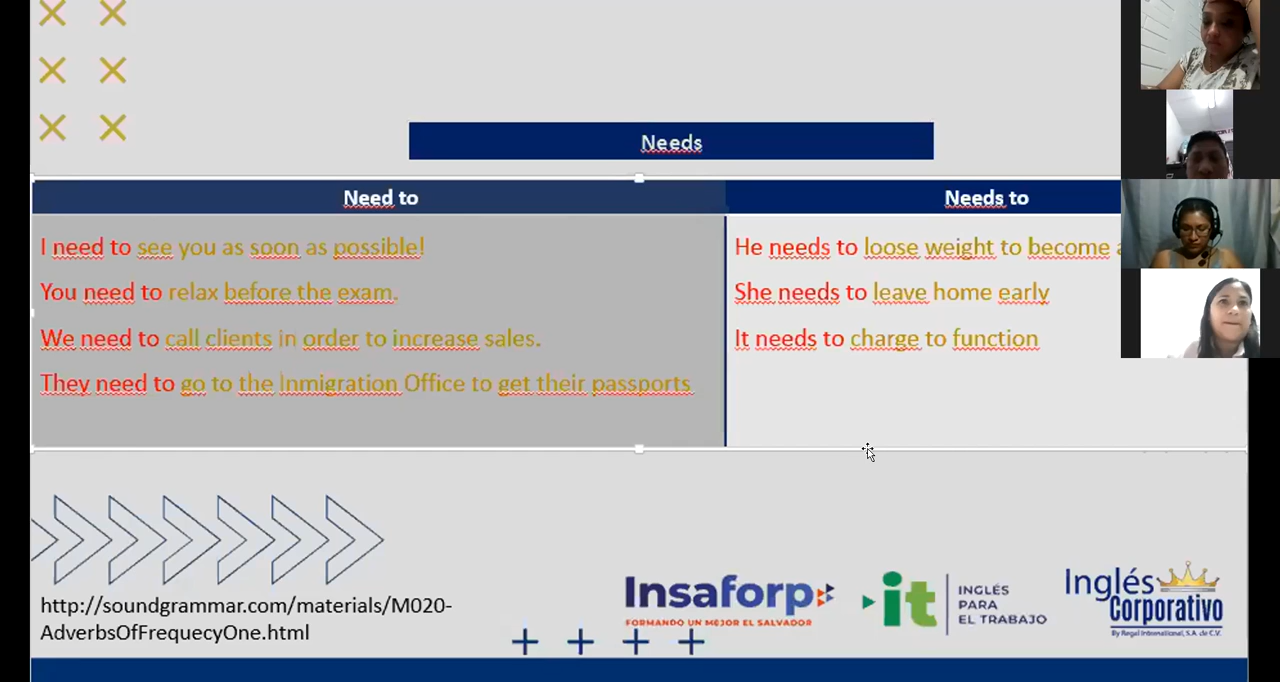 Needs
Need to
Needs to
I need to see you as soon as possible!
You need to relax before the exam.
We need to call clients in order to increase sales.
They need to go to the Inmigration Office to get their passports
He needs to loose weight to become
She needs to leave home early
It needs to charge to function
http://soundgrammar.com/materials/M020-
AdverbsOfFrequecyOne.html
Insaforp
FORMANDO UN MEJOR EL SALVADOR
it
INGLÉS
PARA
EL TRABAJO
Inglés
Corporativo
By Regal International, S.A. de C.V.